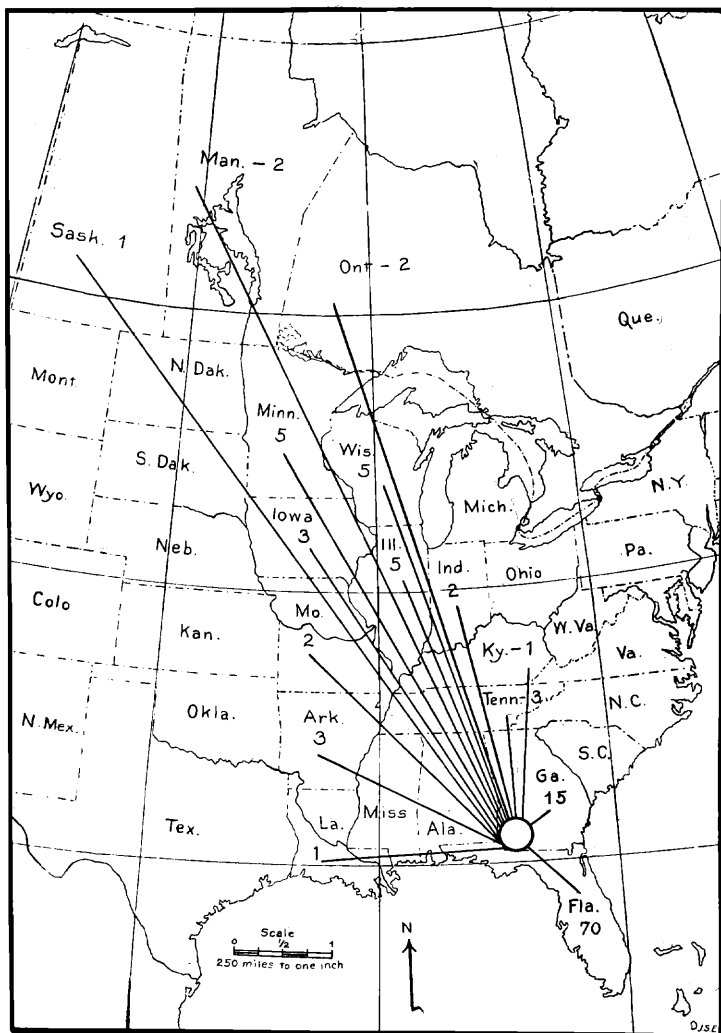 Man. - 2
Sask. 1
Ont - 2
Que.
N. Dak.
Mont.
Minn.
5
Wis.
5
S. Dak.
Mich.
N.Y.
Wyo.
Iowa
3
Neb.
Ill.
5
Ind.
2
Ohio
Pa.
Colo
Mo.
2
Kan.
W. Va.
Ky. - 1
Va.
Tenn. - 3
N.C.
Okla.
Ark.
3
N. Mex.
S.C.
Ga.
15
Tex.
La.
1
Miss
Ala.
Fla.
70
Scale
0 1/2 1
250 miles to one inch
N
D.J.S.E.